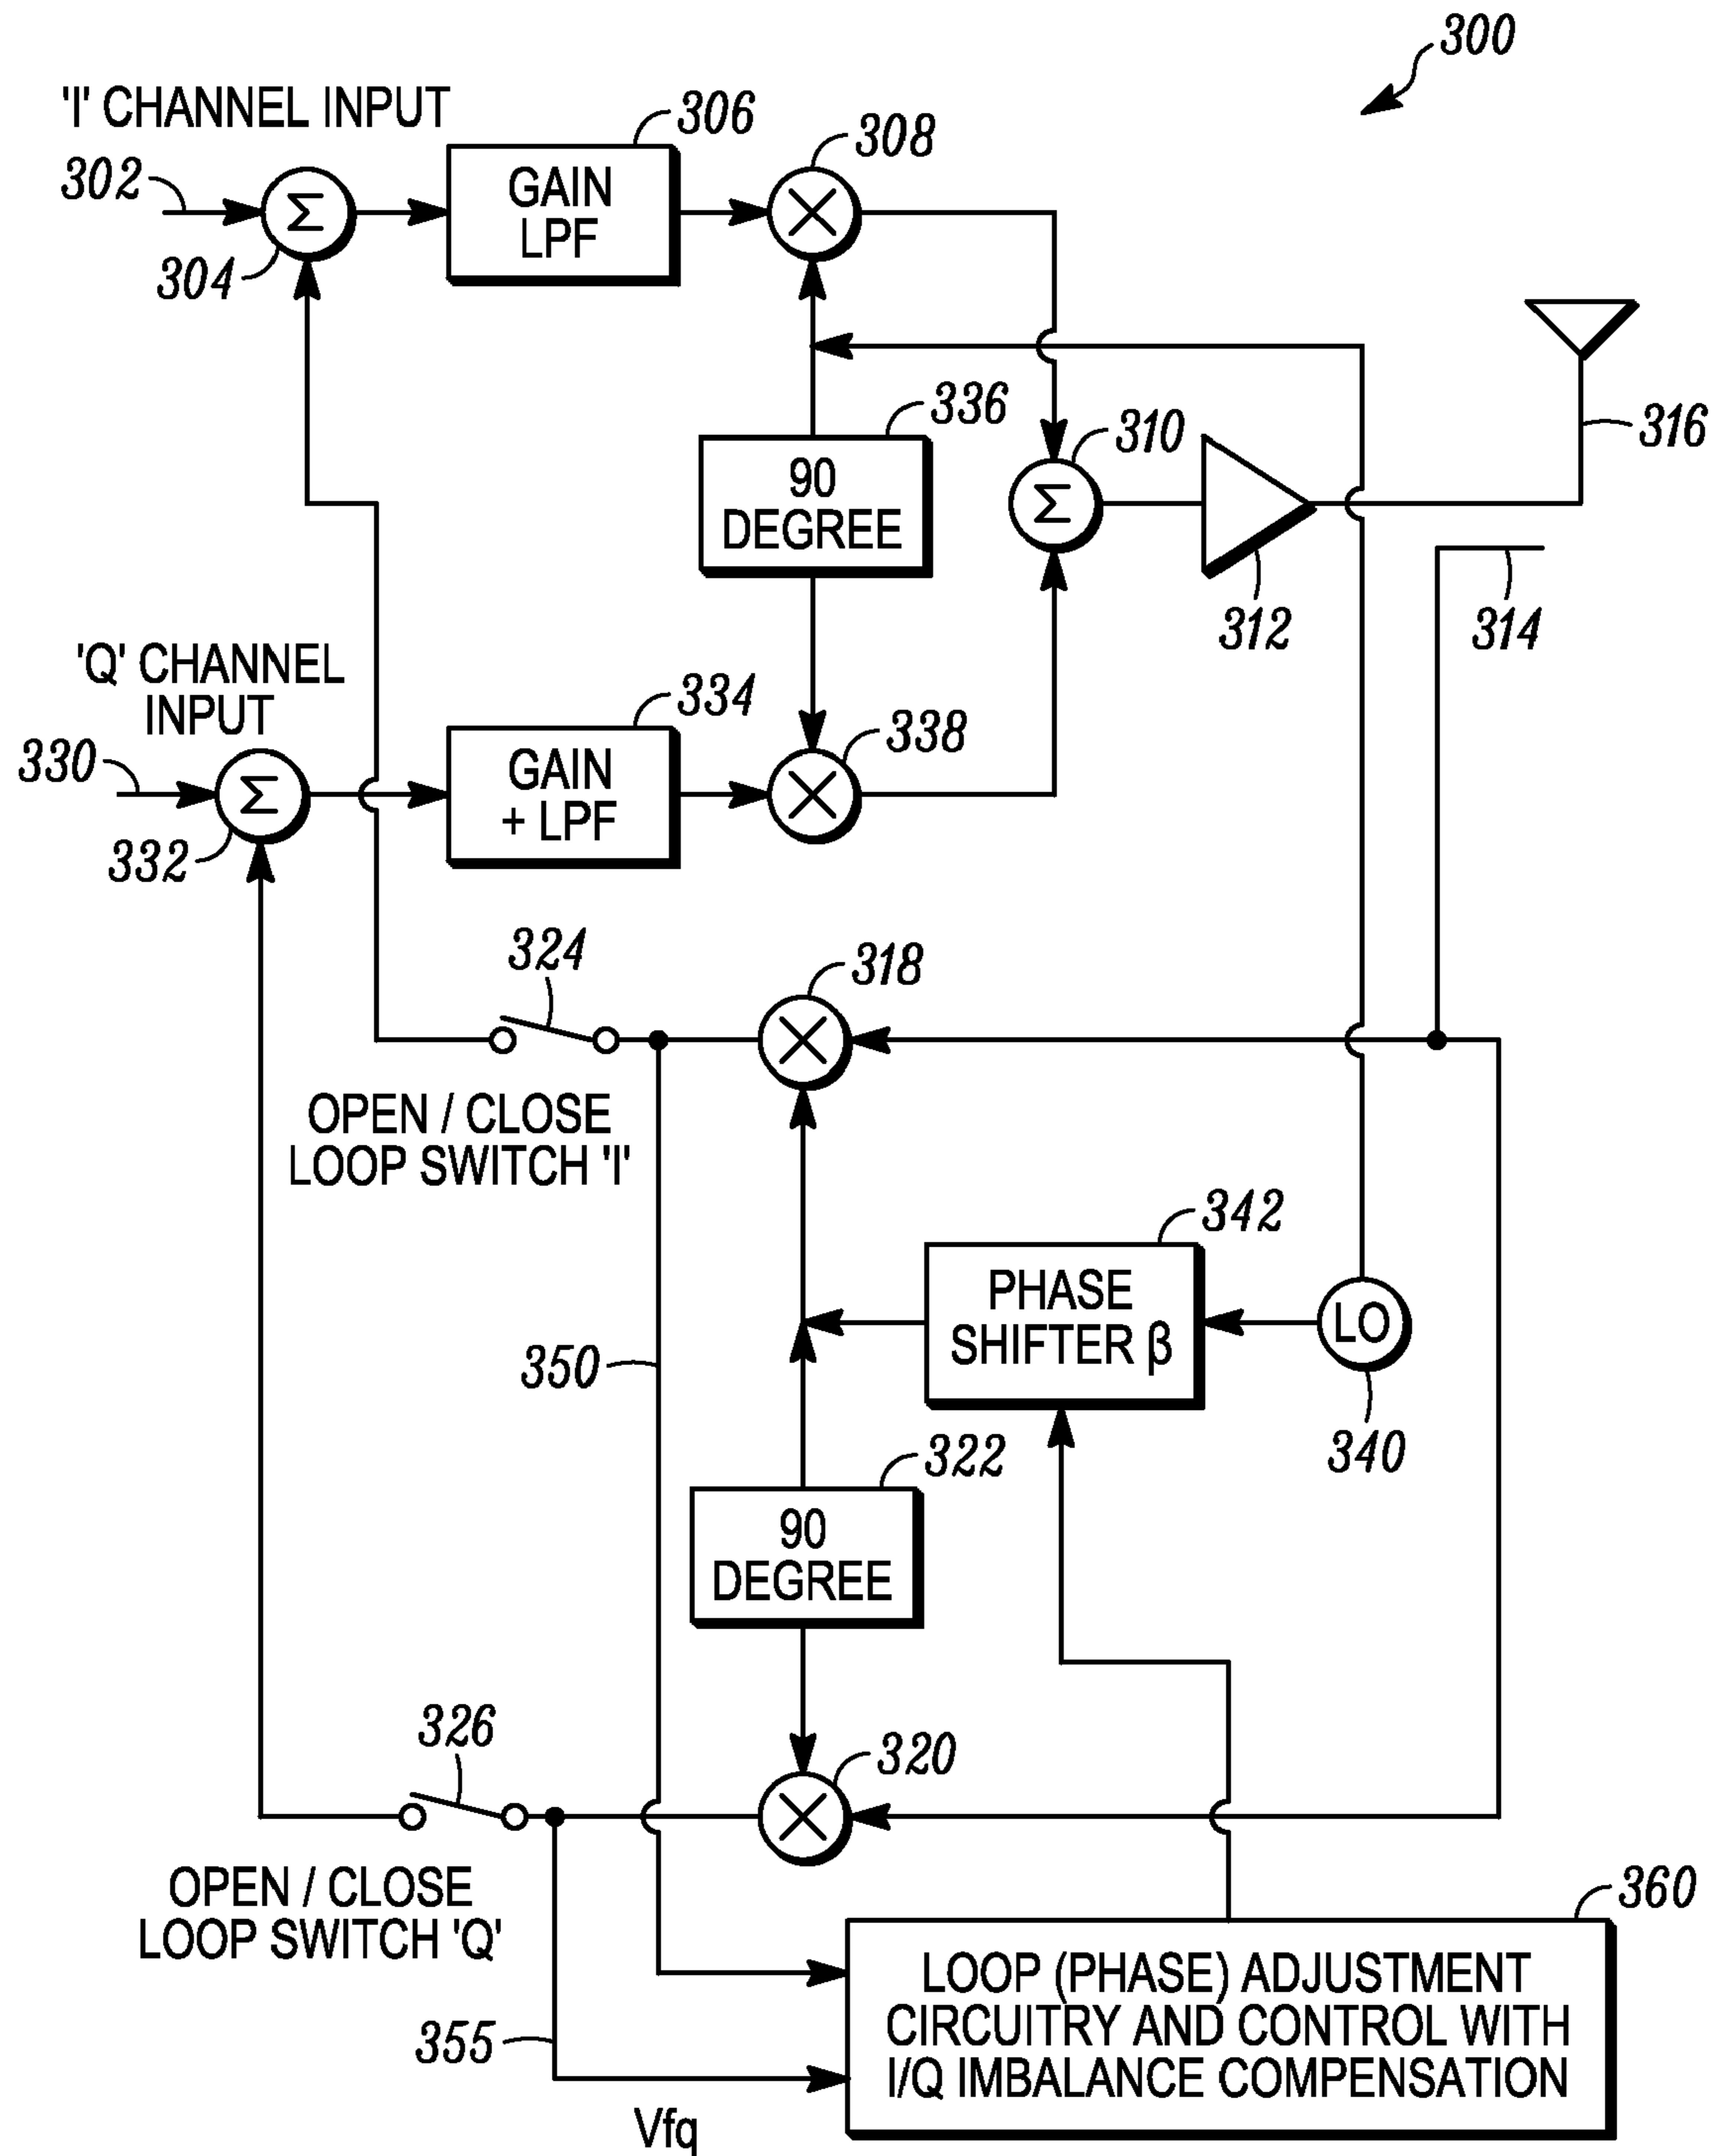 300
'I' CHANNEL INPUT
302
Σ
304
306
GAIN
LPF
308
336
90
DEGREE
310
Σ
312
316
314
'Q' CHANNEL
INPUT
330
Σ
332
334
GAIN
+ LPF
338
324
OPEN / CLOSE
LOOP SWITCH 'I'
318
342
PHASE
SHIFTER β
LO
340
350
322
90
DEGREE
326
OPEN / CLOSE
LOOP SWITCH 'Q'
320
360
LOOP (PHASE) ADJUSTMENT
CIRCUITRY AND CONTROL WITH
I/Q IMBALANCE COMPENSATION
355
Vfq